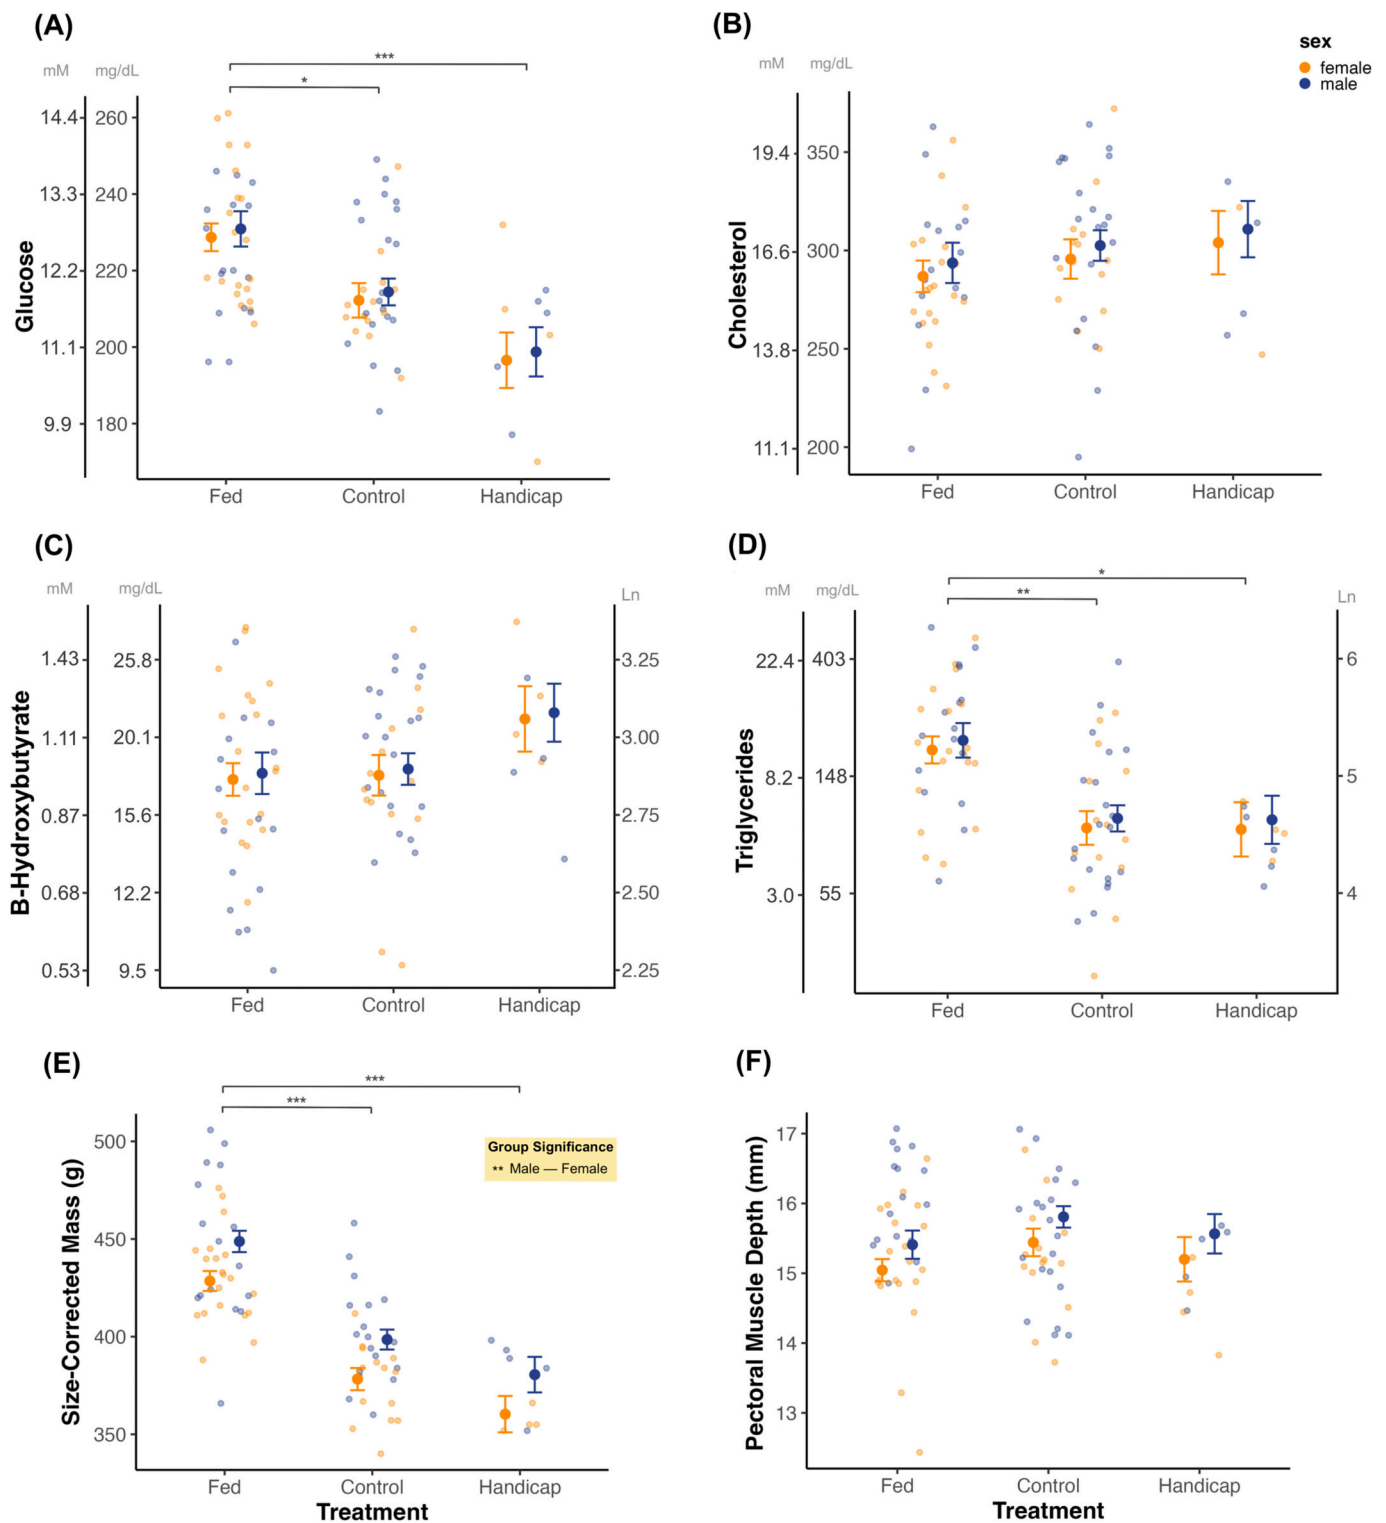 (A)
mM mg/dL
***
*
14.4 260
13.3 240
12.2 220
11.1 200
9.9 180
Glucose
Fed Control Handicap
(B)
mM mg/dL
sex
female
male
19.4 350
16.6 300
13.8 250
11.1 200
Cholesterol
Fed Control Handicap
(C)
mM mg/dL Ln
1.43 25.8 3.25
1.11 20.1 3.00
0.87 15.6 2.75
0.68 12.2 2.50
0.53 9.5 2.25
B-Hydroxybutyrate
Fed Control Handicap
(D)
mM mg/dL Ln
*
**
22.4 403 6
8.2 148 5
3.0 55 4
Triglycerides
Fed Control Handicap
(E)
***
***
500
450
400
350
Size-Corrected Mass (g)
Group Significance
** Male — Female
Fed Control Handicap
Treatment
(F)
17
16
15
14
13
Pectoral Muscle Depth (mm)
Fed Control Handicap
Treatment